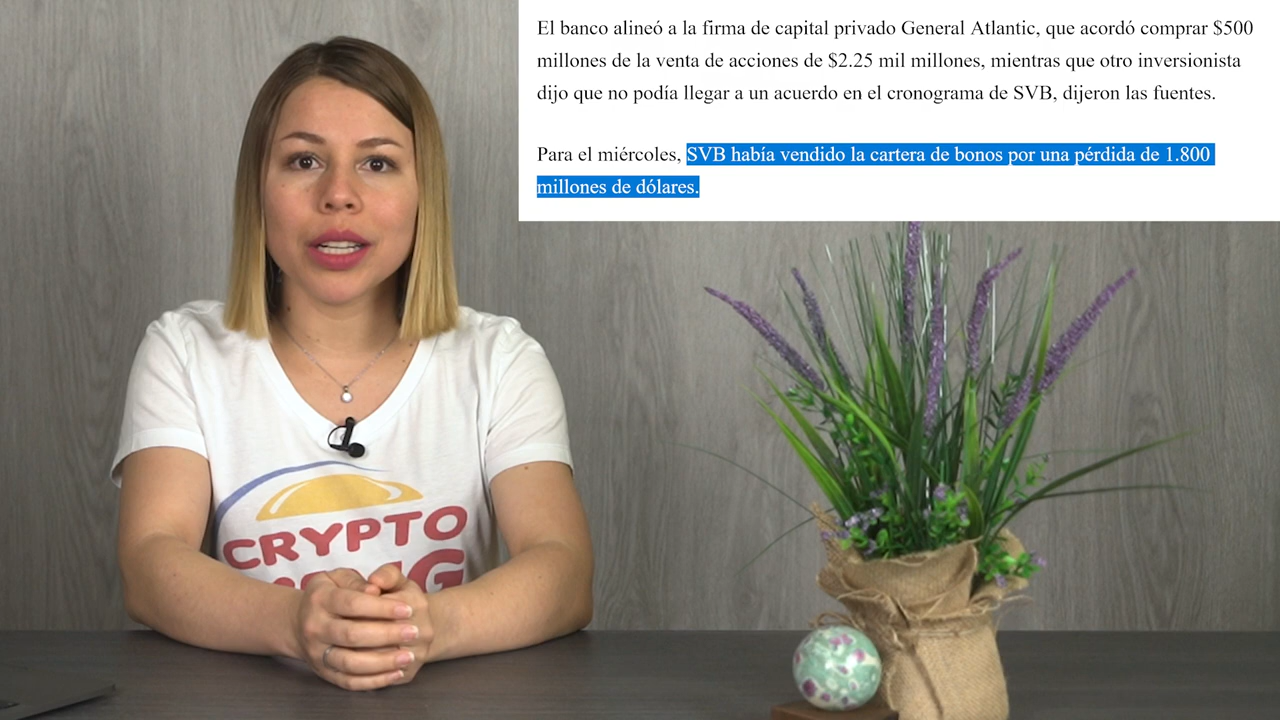 El banco alineó a la firma de capital privado General Atlantic, que acordó comprar $500
millones de la venta de acciones de $2.25 mil millones, mientras que otro inversionista
dijo que no podía llegar a un acuerdo en el cronograma de SVB, dijeron las fuentes.
Para el miércoles, SVB había vendido la cartera de bonos por una pérdida de 1.800
millones de dólares.
CRYPTO